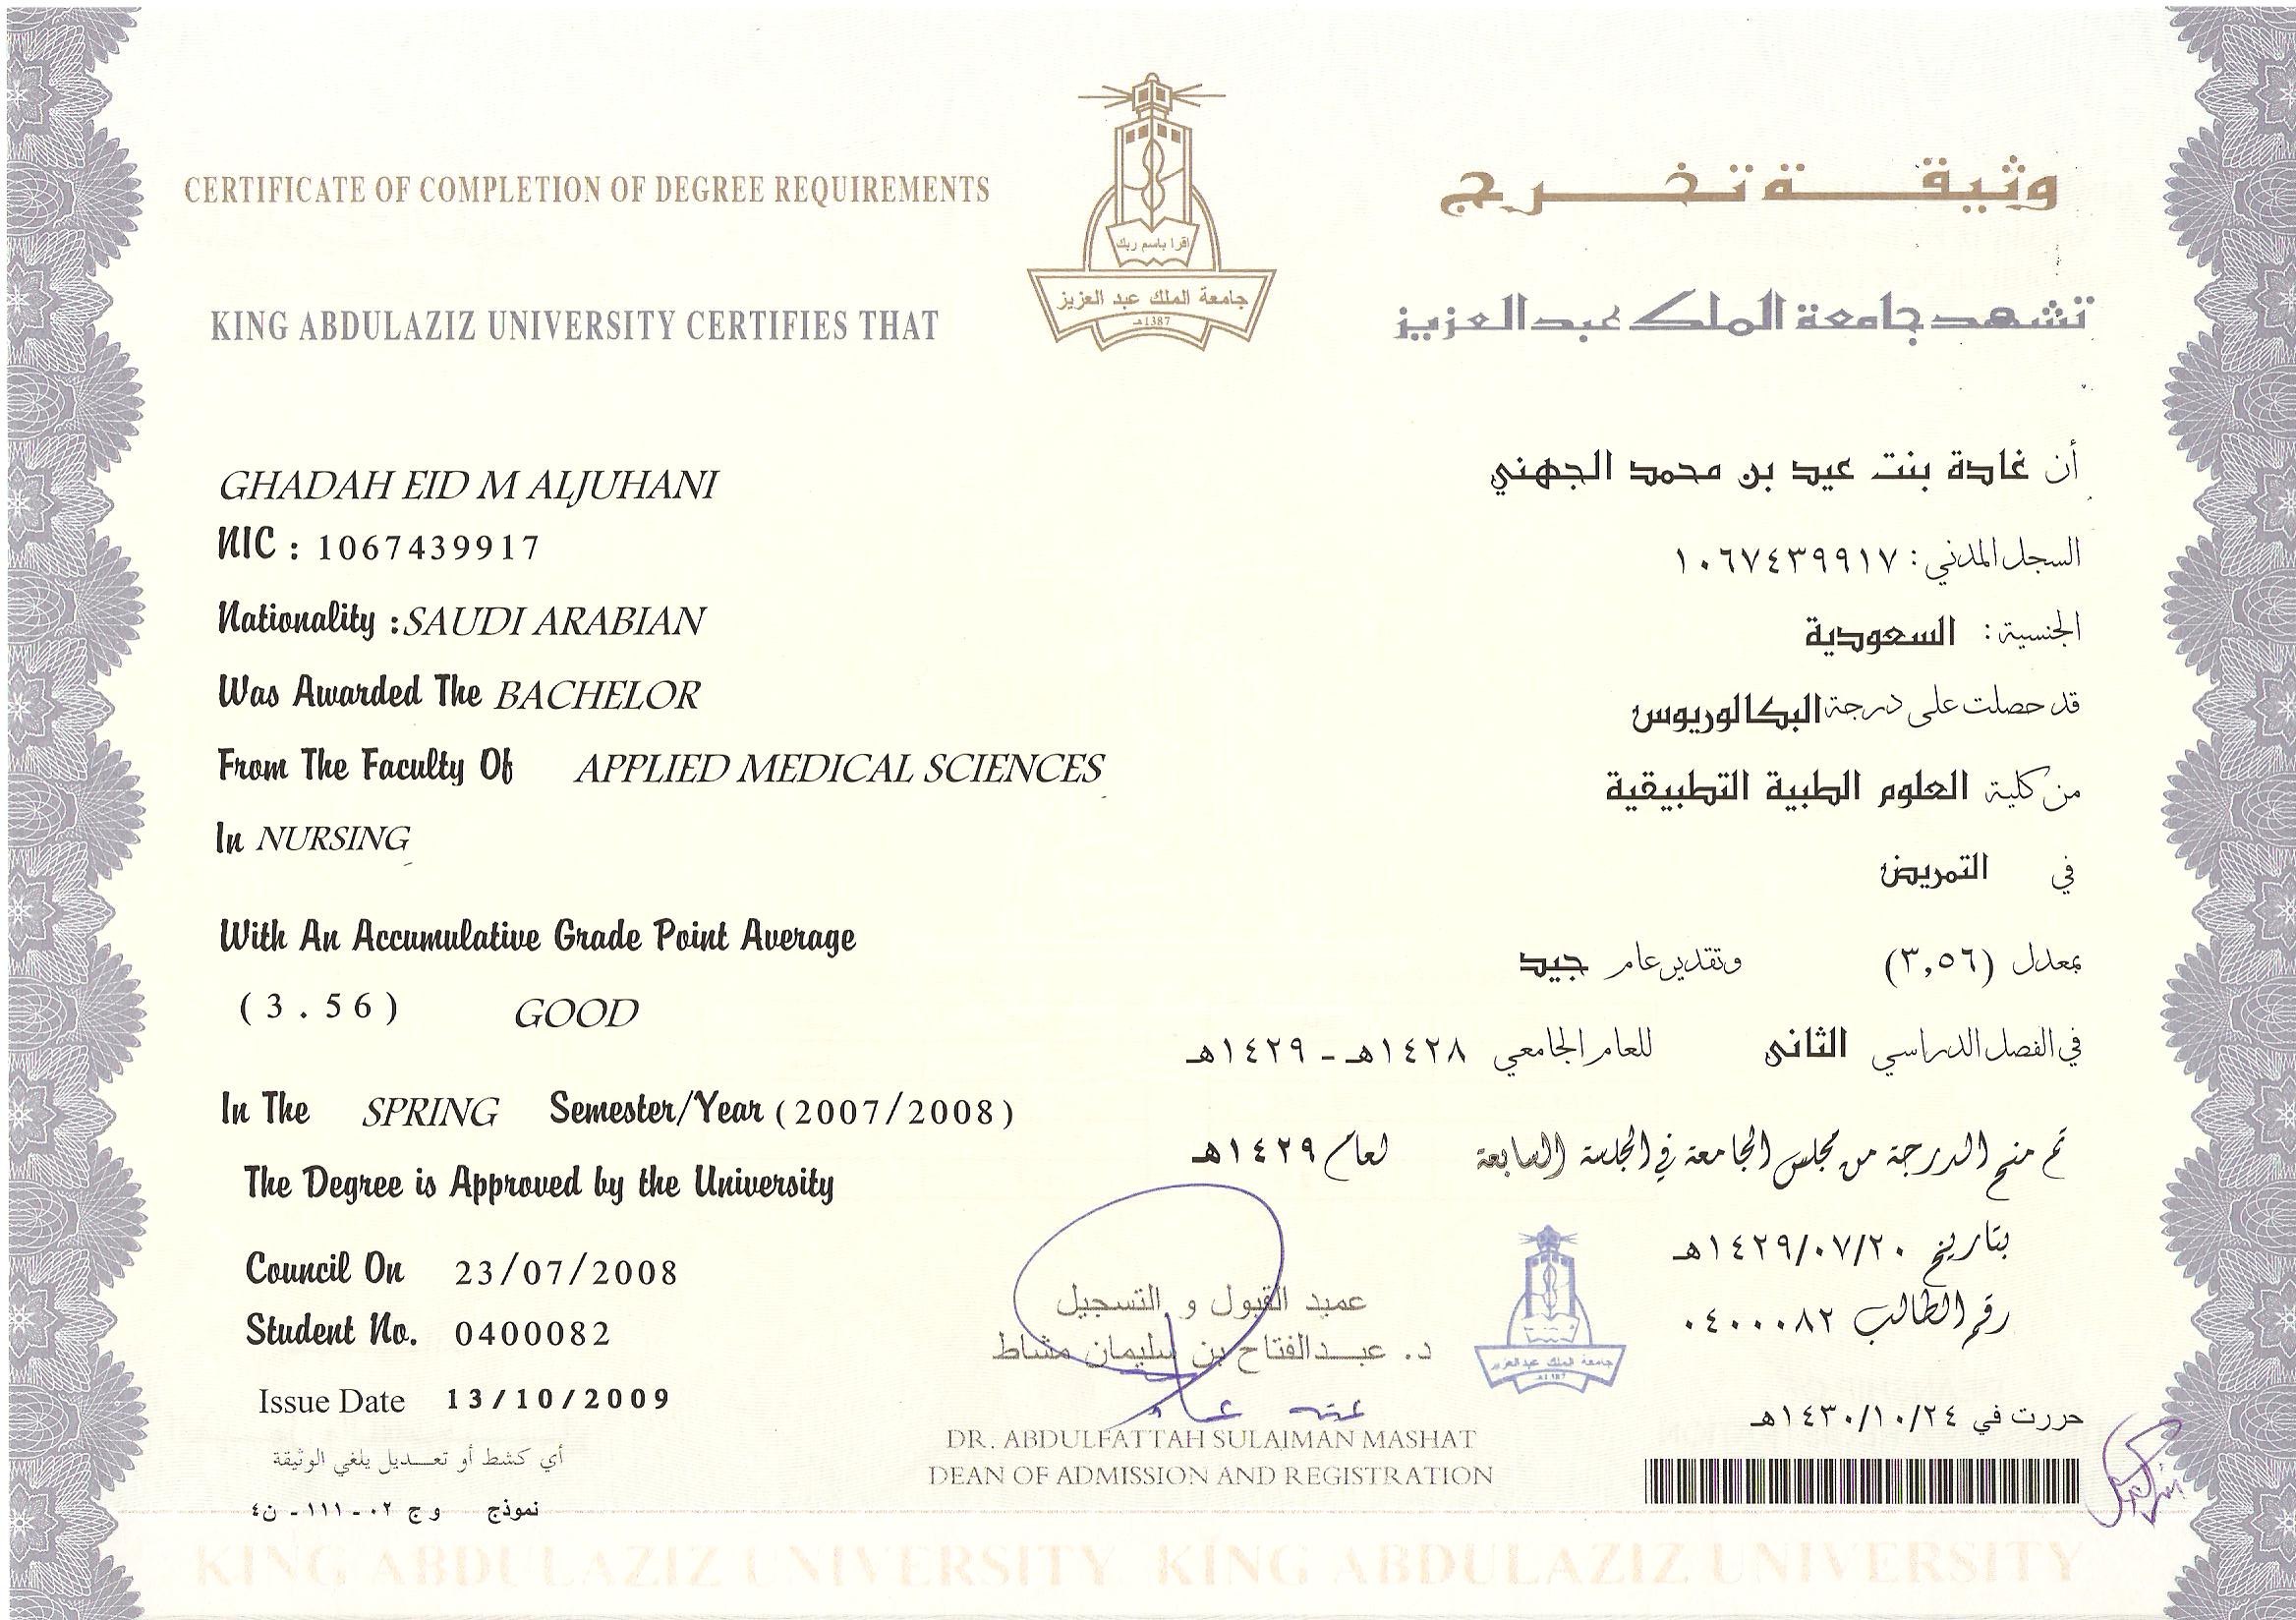 CERTIFICATE OF COMPLETION OF DEGREE REQUIREMENTS
KING ABDULAZIZ UNIVERSITY CERTIFIES THAT
اقرا باسم ربك
جامعة الملك عبد العزيز
1387هـ
وثيقة تخرج
تشهد جامعة الملك عبدالعزيز
GHADAH EID M ALJUHANI
NIC : 1067439917
Nationality : SAUDI ARABIAN
Was Awarded The BACHELOR
From The Faculty Of APPLIED MEDICAL SCIENCES
In NURSING
With An Accumulative Grade Point Average
(3.56) GOOD
In The SPRING Semester/Year (2007/2008)
The Degree is Approved by the University
Council On 23/07/2008
Student No. 0400082
Issue Date 13/10/2009
أي كشط أو تعديل يلغي الوثيقة
نموذج و ج ٠٢ - ١١١ - ن٤
أن غادة بنت عيد بن محمد الجهني
السجل المدني : ١٠٦٧٤٣٩٩١٧
الجنسية : السعودية
قد حصلت على درجة البكالوريوس
من كلية العلوم الطبية التطبيقية
في التمريض
بمعدل (٣,٥٦) وتقدير عام جيد
في الفصل الدراسي الثانى للعام الجامعي ١٤٢٨هـ - ١٤٢٩هـ
تم منح الدرجة من مجلس الجامعة في الجلسة السابعة لعام ١٤٢٩هـ
بتاريخ ١٤٢٩/٠٧/٢٠هـ
رقم الطالب ٠٤٠٠٠٨٢
حررت في ١٤٣٠/١٠/٢٤هـ
عميد القبول و التسجيل
د. عبدالفتاح بن سليمان مشاط
DR. ABDULFATTAH SULAIMAN MASHAT
DEAN OF ADMISSION AND REGISTRATION
جامعة الملك عبدالعزيز
KING ABDULAZIZ UNIVERSITY KING ABDULAZIZ UNIVERSITY